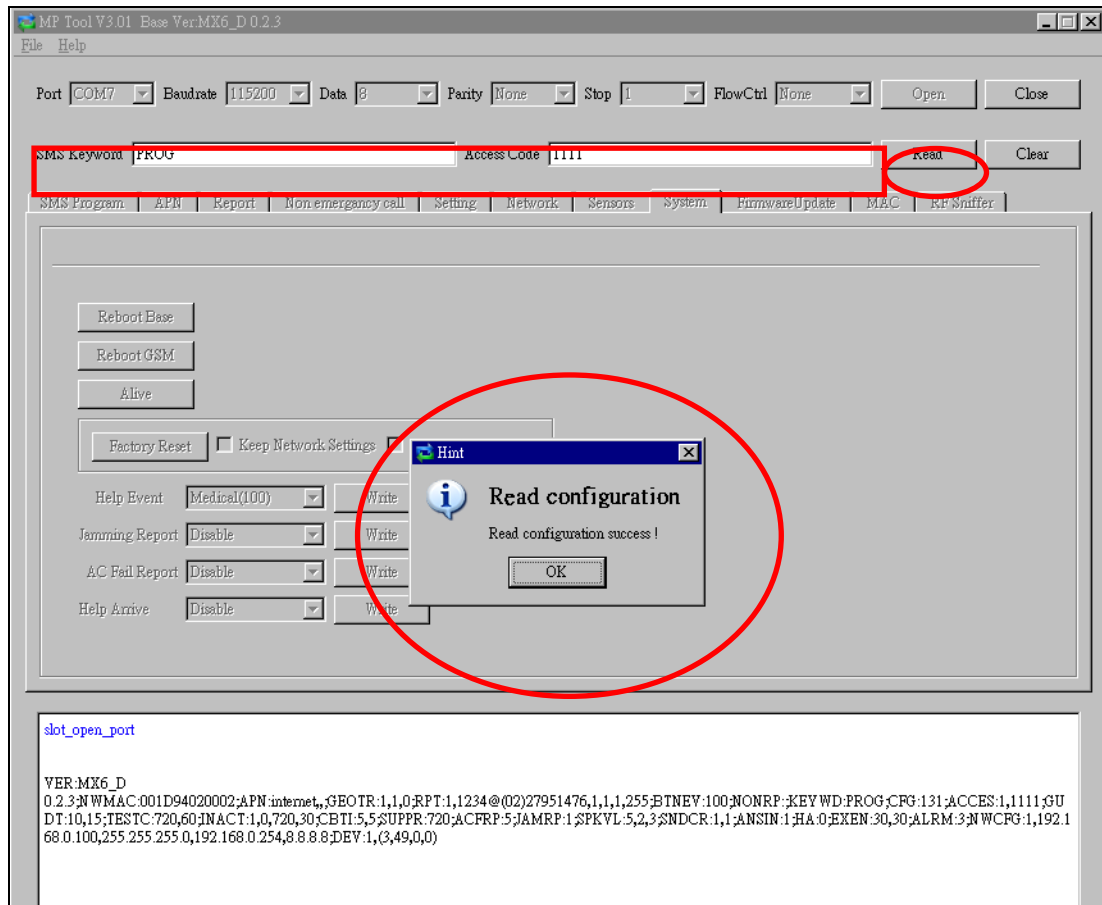 MP Tool V3.01 Base Ver:MX6_D 0.2.3
File Help
Port COM7 Baudrate 115200 Data 8 Parity None Stop 1 FlowCtrl None Open Close
SMS Keyword PROG Access Code 1111 Read Clear
SMS Program APN Report Non emergancy call Setting Network Sensors System FirmwareUpdate MAC RF Sniffer
Reboot Base
Reboot GSM
Alive
Factory Reset Keep Network Settings
Hint
Read configuration
Read configuration success !
OK
Help Event Medical(100) Write
Jamming Report Disable Write
AC Fail Report Disable Write
Help Arrive Disable Write
slot_open_port
VER:MX6_D
0.2.3;NWMAC:001D94020002;APN:internet,,;GEOTR:1,1,0;RPT:1,1234@(02)27951476,1,1,1,255;BTNEV:100;NONRP:;KEYWD:PROG;CFG:131;ACCES:1,1111;GU
DT:10,15;TESTC:720,60;INACT:1,0,720,30;CBTI:5,5;SUPPR:720;ACFRP:5;JAMRP:1;SPKVL:5,2,3;SNDCR:1,1;ANSIN:1;HA:0;EXEN:30,30;ALRM:3;NWCFG:1,192.1
68.0.100,255.255.255.0,192.168.0.254,8.8.8.8;DEV:1,(3,49,0,0)